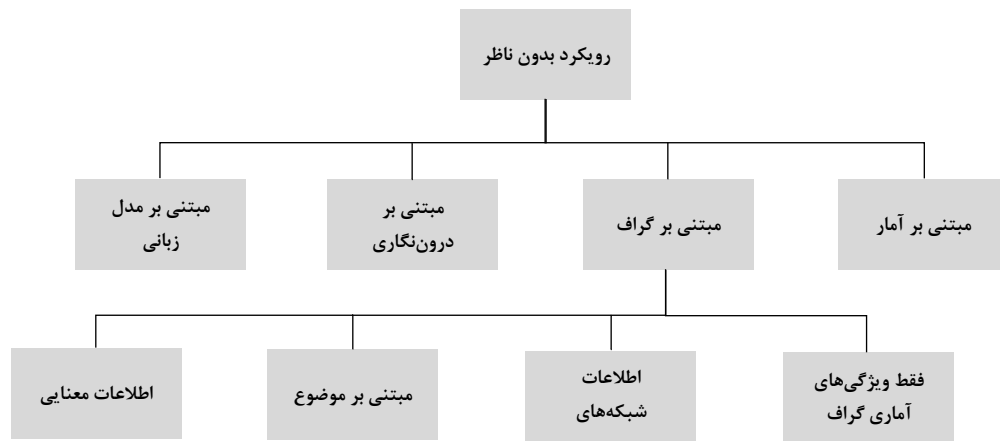 رویکرد بدون ناظر
مبتنی بر آمار
مبتنی بر گراف
مبتنی بر
درون‌نگاری
مبتنی بر مدل
زبانی
فقط ویژگی‌های
آماری گراف
اطلاعات
شبکه‌های
مبتنی بر موضوع
اطلاعات معنایی